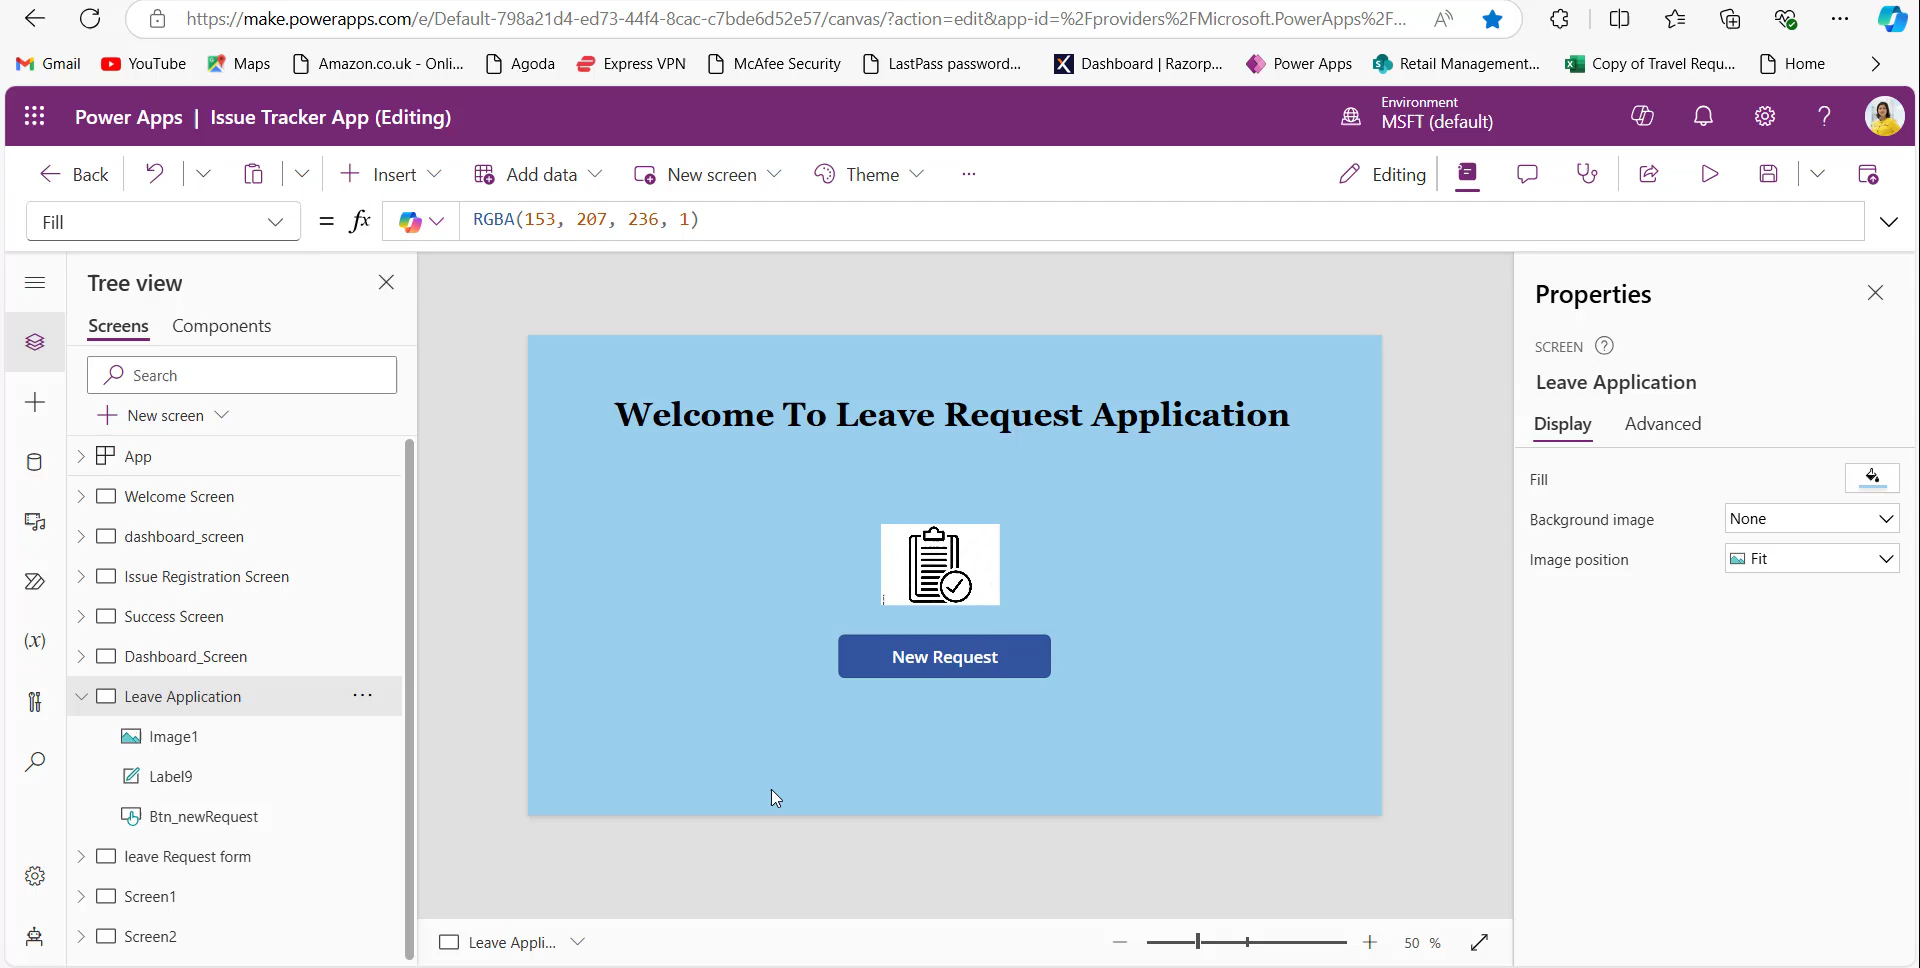 https://make.powerapps.com/e/Default-798a21d4-ed73-44f4-8cac-c7bde6d52e57/canvas/?action=edit&app-id=%2Fproviders%2FMicrosoft.PowerApps%2F...
Gmail YouTube Maps Amazon.co.uk - Onli... Agoda Express VPN McAfee Security LastPass password... Dashboard | Razorp... Power Apps Retail Management... Copy of Travel Requ... Home
Power Apps | Issue Tracker App (Editing)
Environment
MSFT (default)
Back Insert Add data New screen Theme ... Editing
Fill = fx RGBA(153, 207, 236, 1)
Tree view
Screens Components
Search
New screen
App
Welcome Screen
dashboard_screen
Issue Registration Screen
Success Screen
Dashboard_Screen
Leave Application ...
Image1
Label9
Btn_newRequest
leave Request form
Screen1
Screen2
Welcome To Leave Request Application
New Request
Leave Appli...
50 %
Properties
SCREEN
Leave Application
Display Advanced
Fill
Background image None
Image position Fit